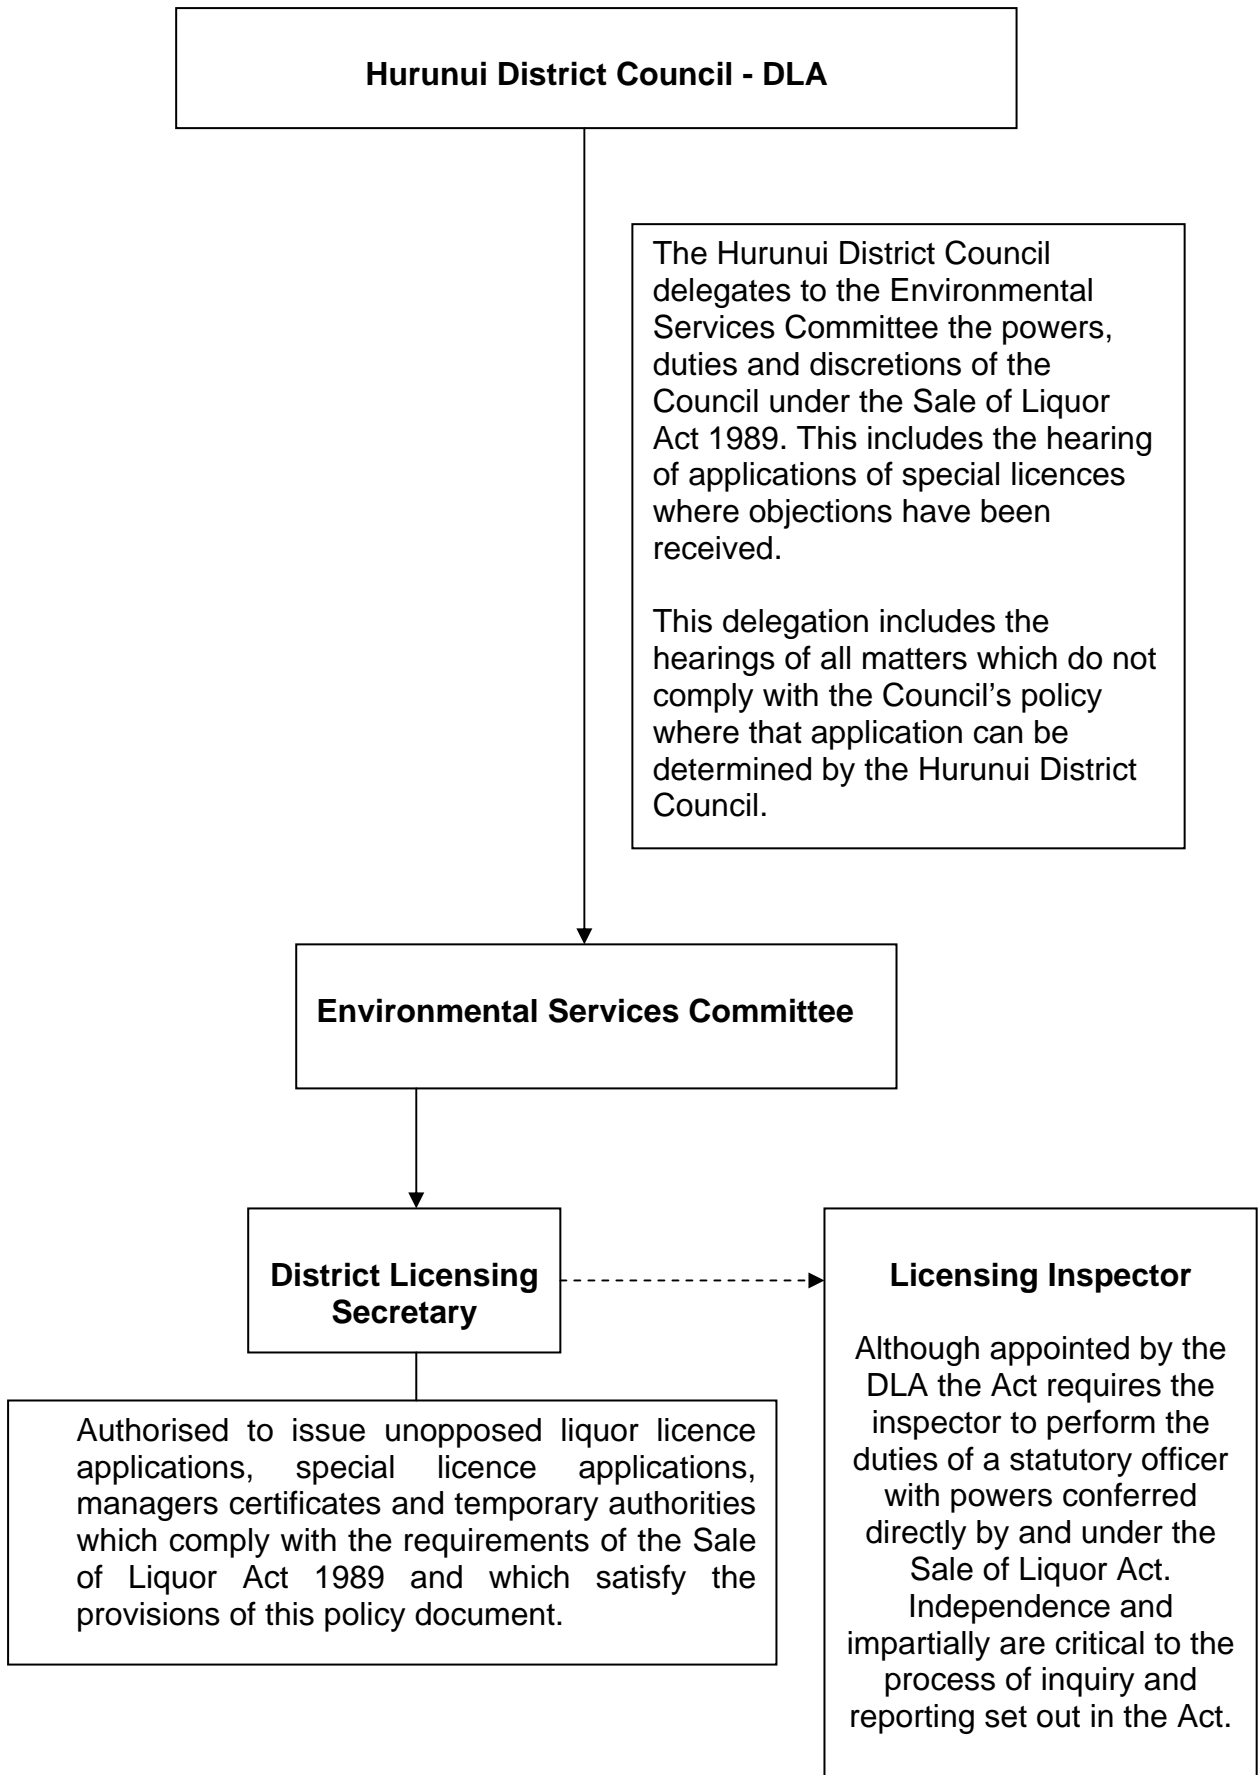 Hurunui District Council - DLA
The Hurunui District Council
delegates to the Environmental
Services Committee the powers,
duties and discretions of the
Council under the Sale of Liquor
Act 1989. This includes the hearing
of applications of special licences
where objections have been
received.
This delegation includes the
hearings of all matters which do not
comply with the Council’s policy
where that application can be
determined by the Hurunui District
Council.
Environmental Services Committee
District Licensing
Secretary
Authorised to issue unopposed liquor licence
applications, special licence applications,
managers certificates and temporary authorities
which comply with the requirements of the Sale
of Liquor Act 1989 and which satisfy the
provisions of this policy document.
Licensing Inspector
Although appointed by the
DLA the Act requires the
inspector to perform the
duties of a statutory officer
with powers conferred
directly by and under the
Sale of Liquor Act.
Independence and
impartially are critical to the
process of inquiry and
reporting set out in the Act.